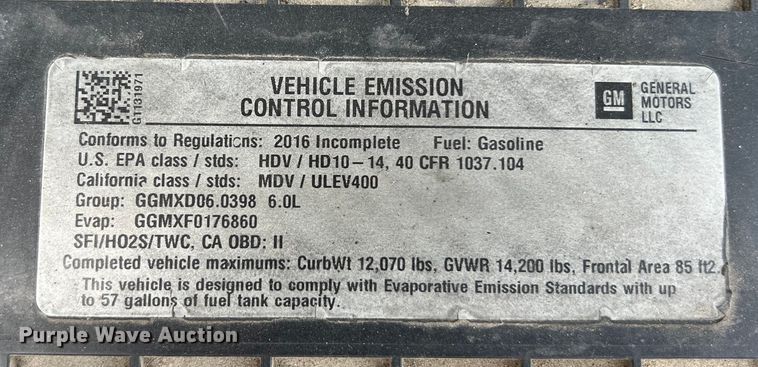 GT131971
VEHICLE EMISSION
CONTROL INFORMATION
GM
GENERAL
MOTORS
LLC
Conforms to Regulations: 2016 Incomplete Fuel: Gasoline
U.S. EPA class / stds: HDV / HD10-14, 40 CFR 1037.104
California class / stds: MDV / ULEV400
Group: GGMXD06.0398 6.0L
Evap: GGMXF0176860
SFI/HO2S/TWC, CA OBD: II
Completed vehicle maximums: CurbWt 12,070 lbs, GVWR 14,200 lbs, Frontal Area 85 ft2.
This vehicle is designed to comply with Evaporative Emission Standards with up
to 57 gallons of fuel tank capacity.
Purple Wave Auction